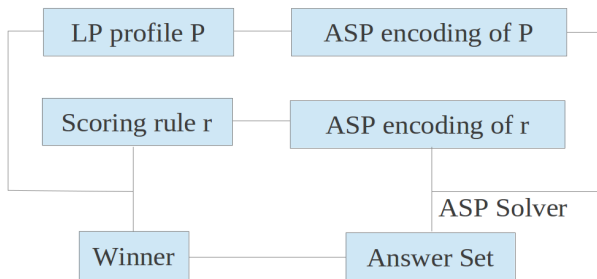 LP profile P
ASP encoding of P
Scoring rule r
ASP encoding of r
ASP Solver
Winner
Answer Set